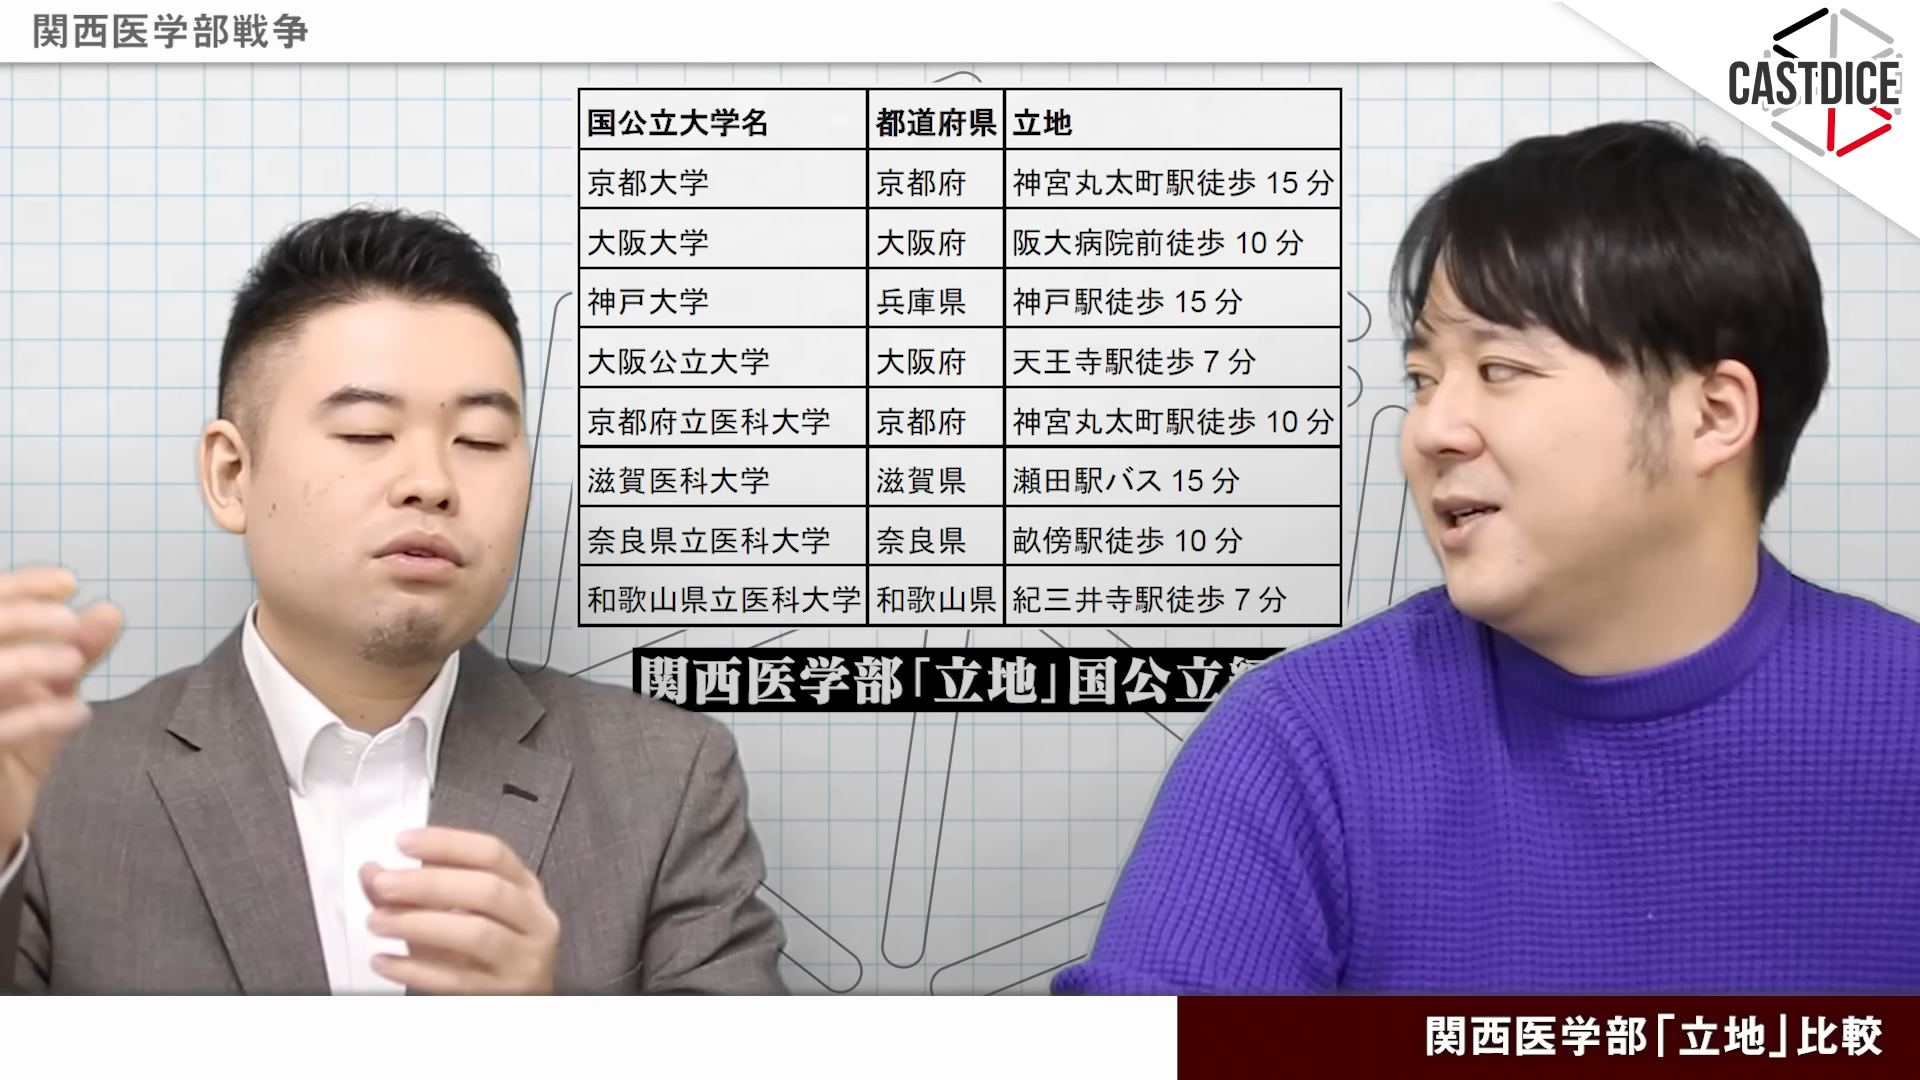 関西医学部戦争
CASTDICE
国公立大学名 都道府県 立地
京都大学 京都府 神宮丸太町駅徒歩 15 分
大阪大学 大阪府 阪大病院前徒歩 10 分
神戸大学 兵庫県 神戸駅徒歩 15 分
大阪公立大学 大阪府 天王寺駅徒歩 7 分
京都府立医科大学 京都府 神宮丸太町駅徒歩 10 分
滋賀医科大学 滋賀県 瀬田駅バス 15 分
奈良県立医科大学 奈良県 畝傍駅徒歩 10 分
和歌山県立医科大学 和歌山県 紀三井寺駅徒歩 7 分
関西医学部「立地」国公立
関西医学部「立地」比較